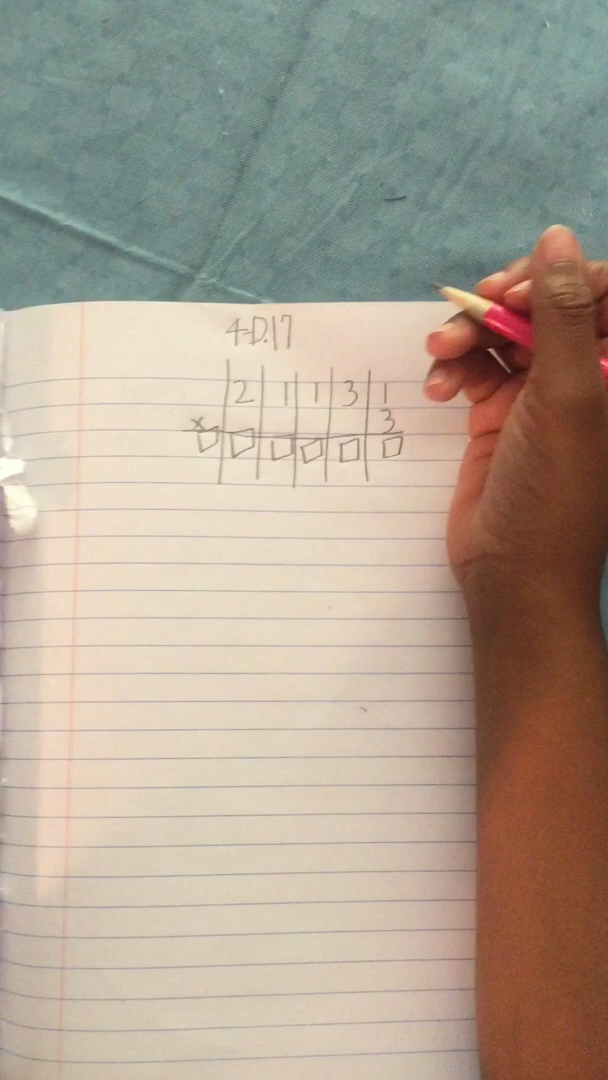 4-D.17
2 1 1 3 1
× 3
□ □ □ □ □ □